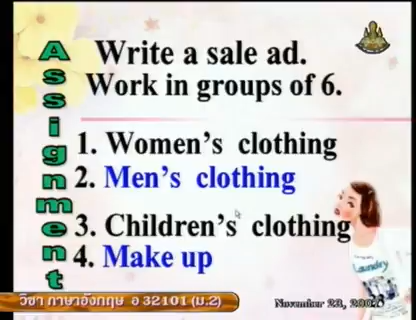 Assignment
Write a sale ad.
Work in groups of 6.
1. Women's clothing
2. Men's clothing
3. Children's clothing
4. Make up
Laundry
วิชา ภาษาอังกฤษ อ 32101 (ม.2)
November 23, 2007